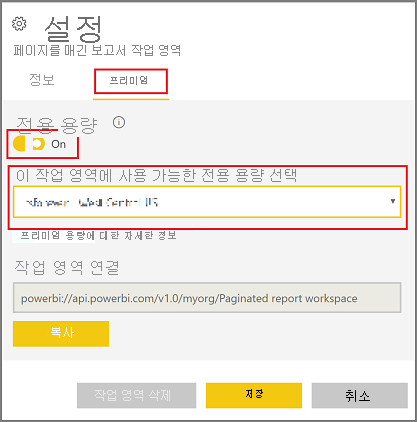 설정
페이지를 매긴 보고서 작업 영역
정보
프리미엄
전용 용량
On
이 작업 영역에 사용 가능한 전용 용량 선택
West Central US
프리미엄 용량에 대한 자세한 정보
작업 영역 연결
powerbi://api.powerbi.com/v1.0/myorg/Paginated report workspace
복사
작업 영역 삭제
저장
취소